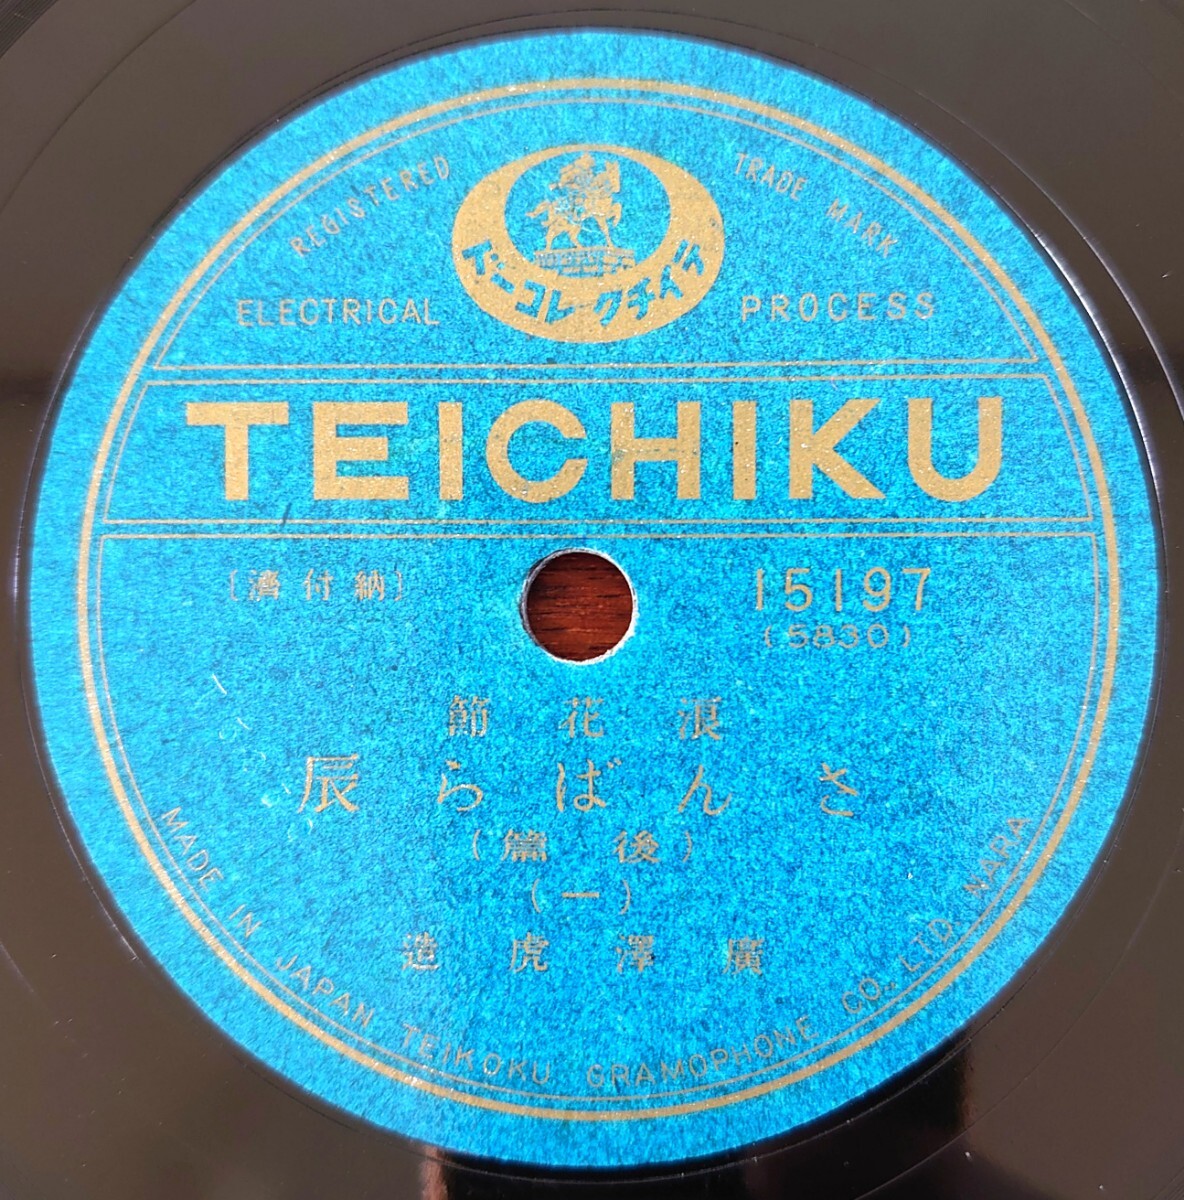 REGISTERED TRADE MARK
テイチクレコード
ELECTRICAL PROCESS
TEICHIKU
〔濟付納〕
15197
(5830)
節花浪
辰らばんさ
(篇後)
(一)
造虎澤廣
MADE IN JAPAN TEIKOKU GRAMOPHONE CO., LTD. NARA